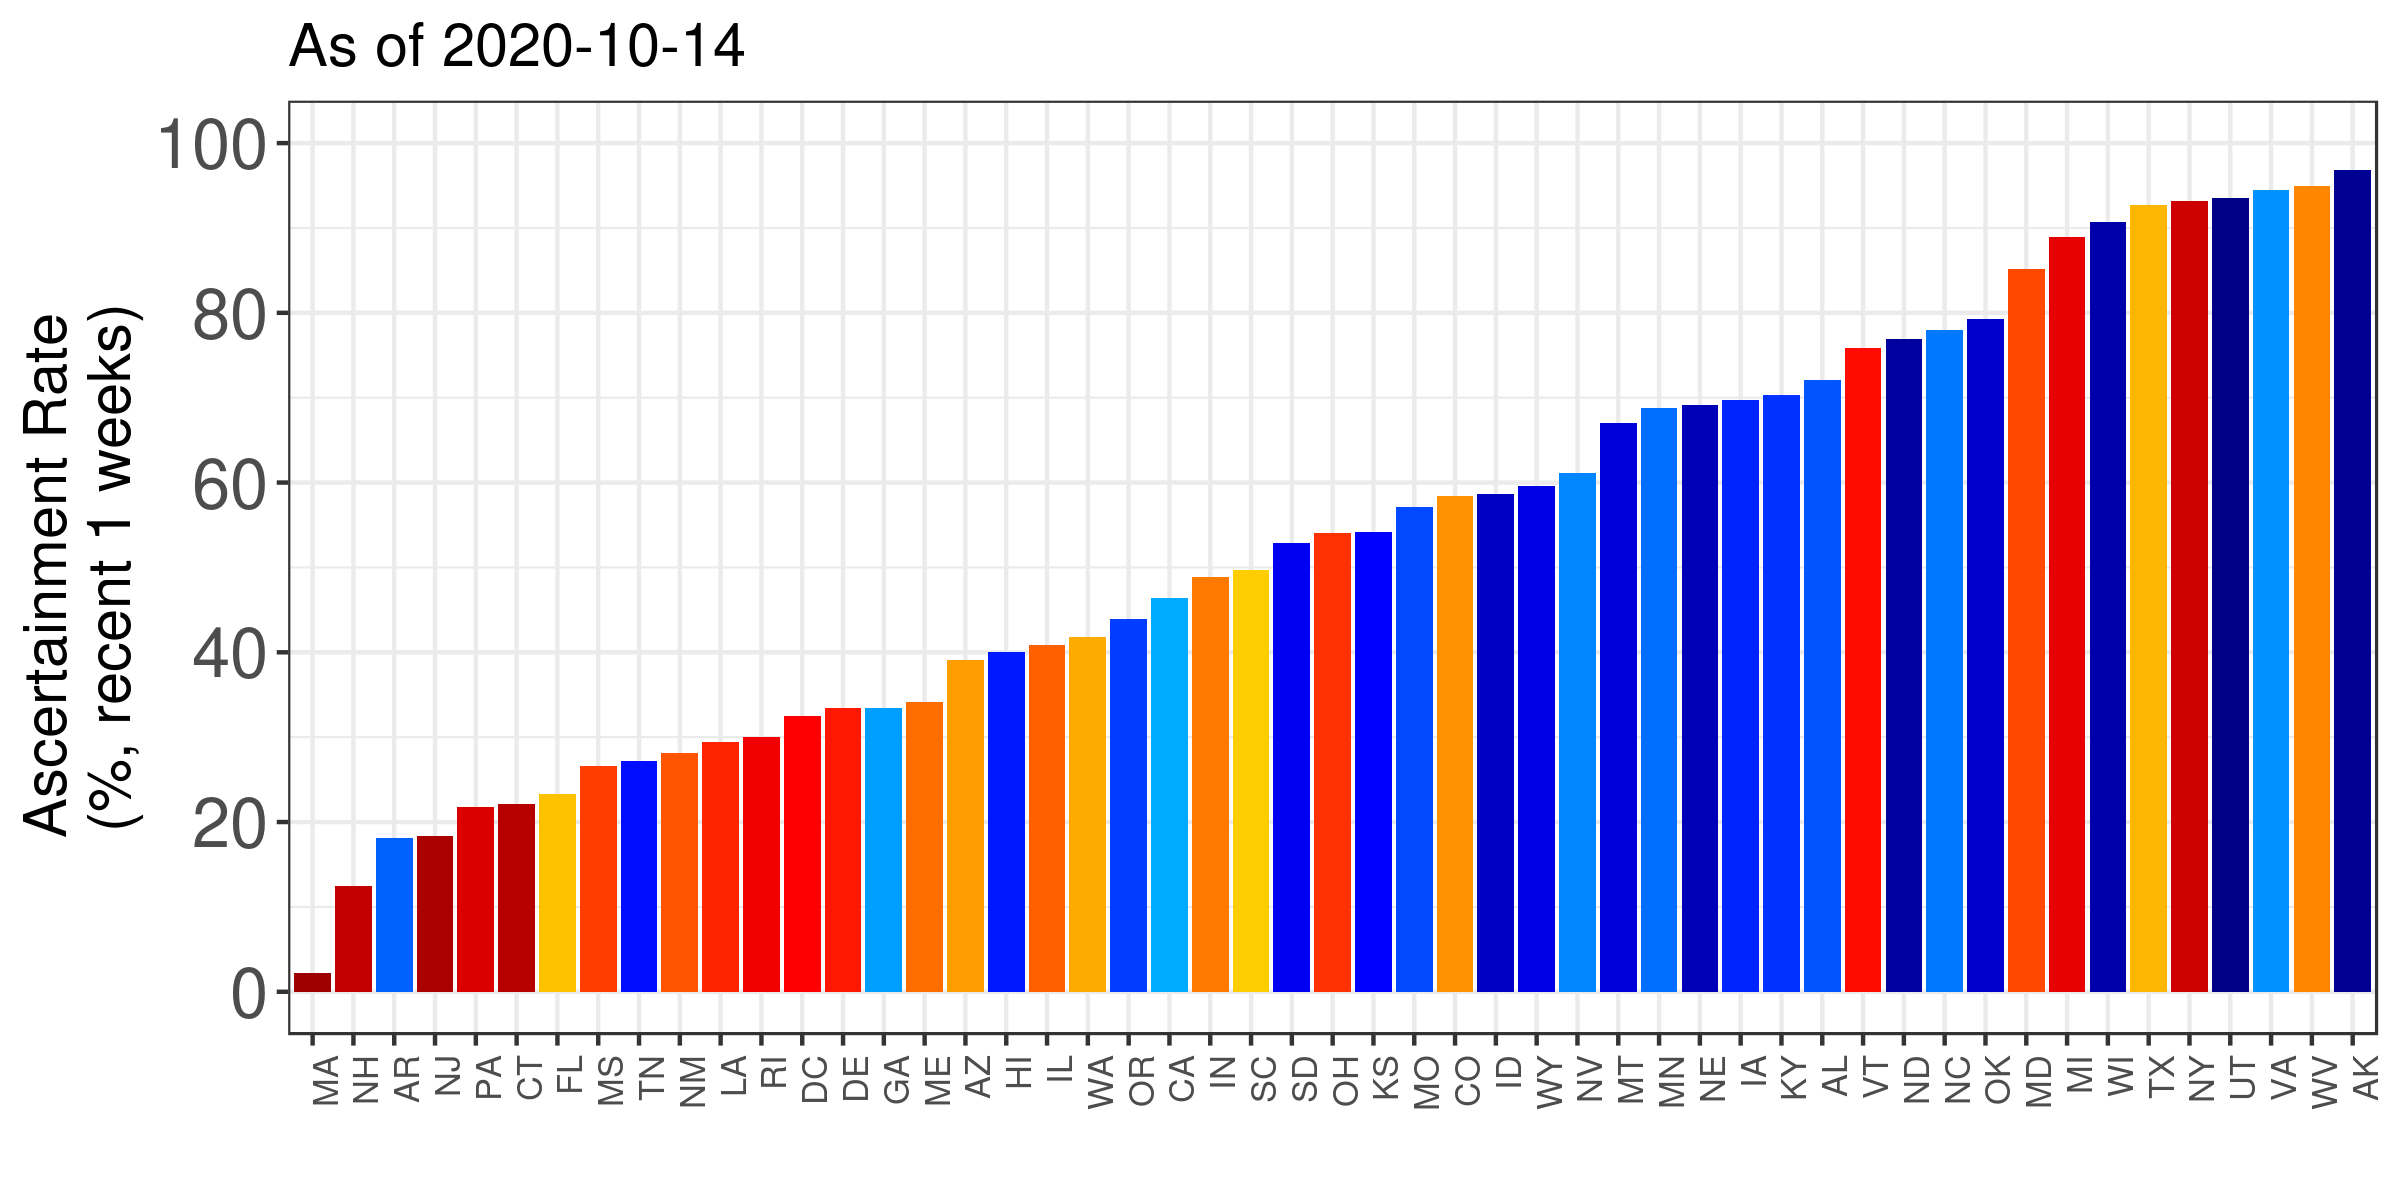 As of 2020-10-14
Ascertainment Rate
(%, recent 1 weeks)
100
80
60
40
20
0
MA NH AR NJ PA CT FL MS TN NM LA RI DC DE GA ME AZ HI IL WA OR CA IN SC SD OH KS MO CO ID WY NV MT MN NE IA KY AL VT ND NC OK MD MI WI TX NY UT VA WV AK